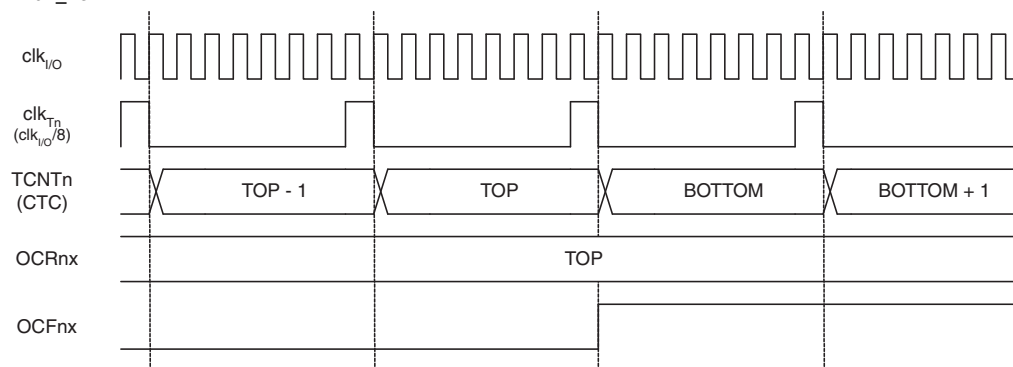 clkI/O
clkTn
(clkI/O/8)
TCNTn
(CTC)
TOP - 1
TOP
BOTTOM
BOTTOM + 1
OCRnx
TOP
OCFnx